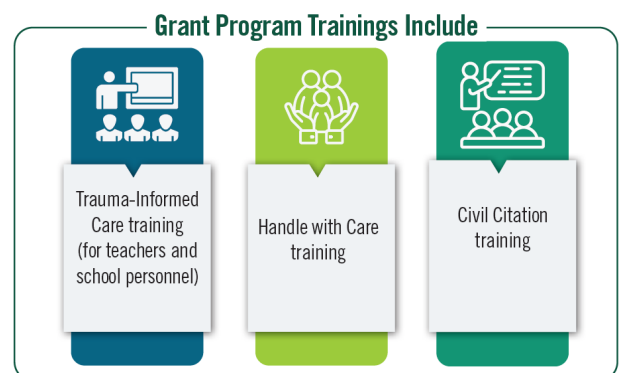 Grant Program Trainings Include
Trauma-Informed
Care training
(for teachers and
school personnel)
Handle with Care
training
Civil Citation
training